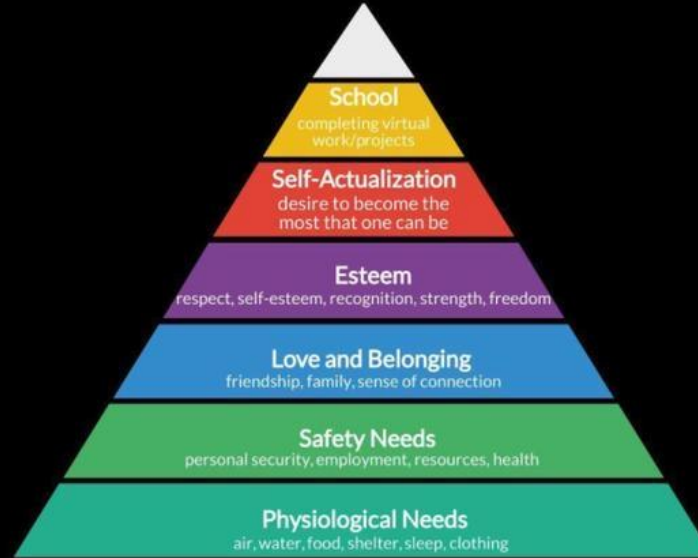 School
completing virtual
work/projects
Self-Actualization
desire to become the
most that one can be
Esteem
respect, self-esteem, recognition, strength, freedom
Love and Belonging
friendship, family, sense of connection
Safety Needs
personal security, employment, resources, health
Physiological Needs
air, water, food, shelter, sleep, clothing